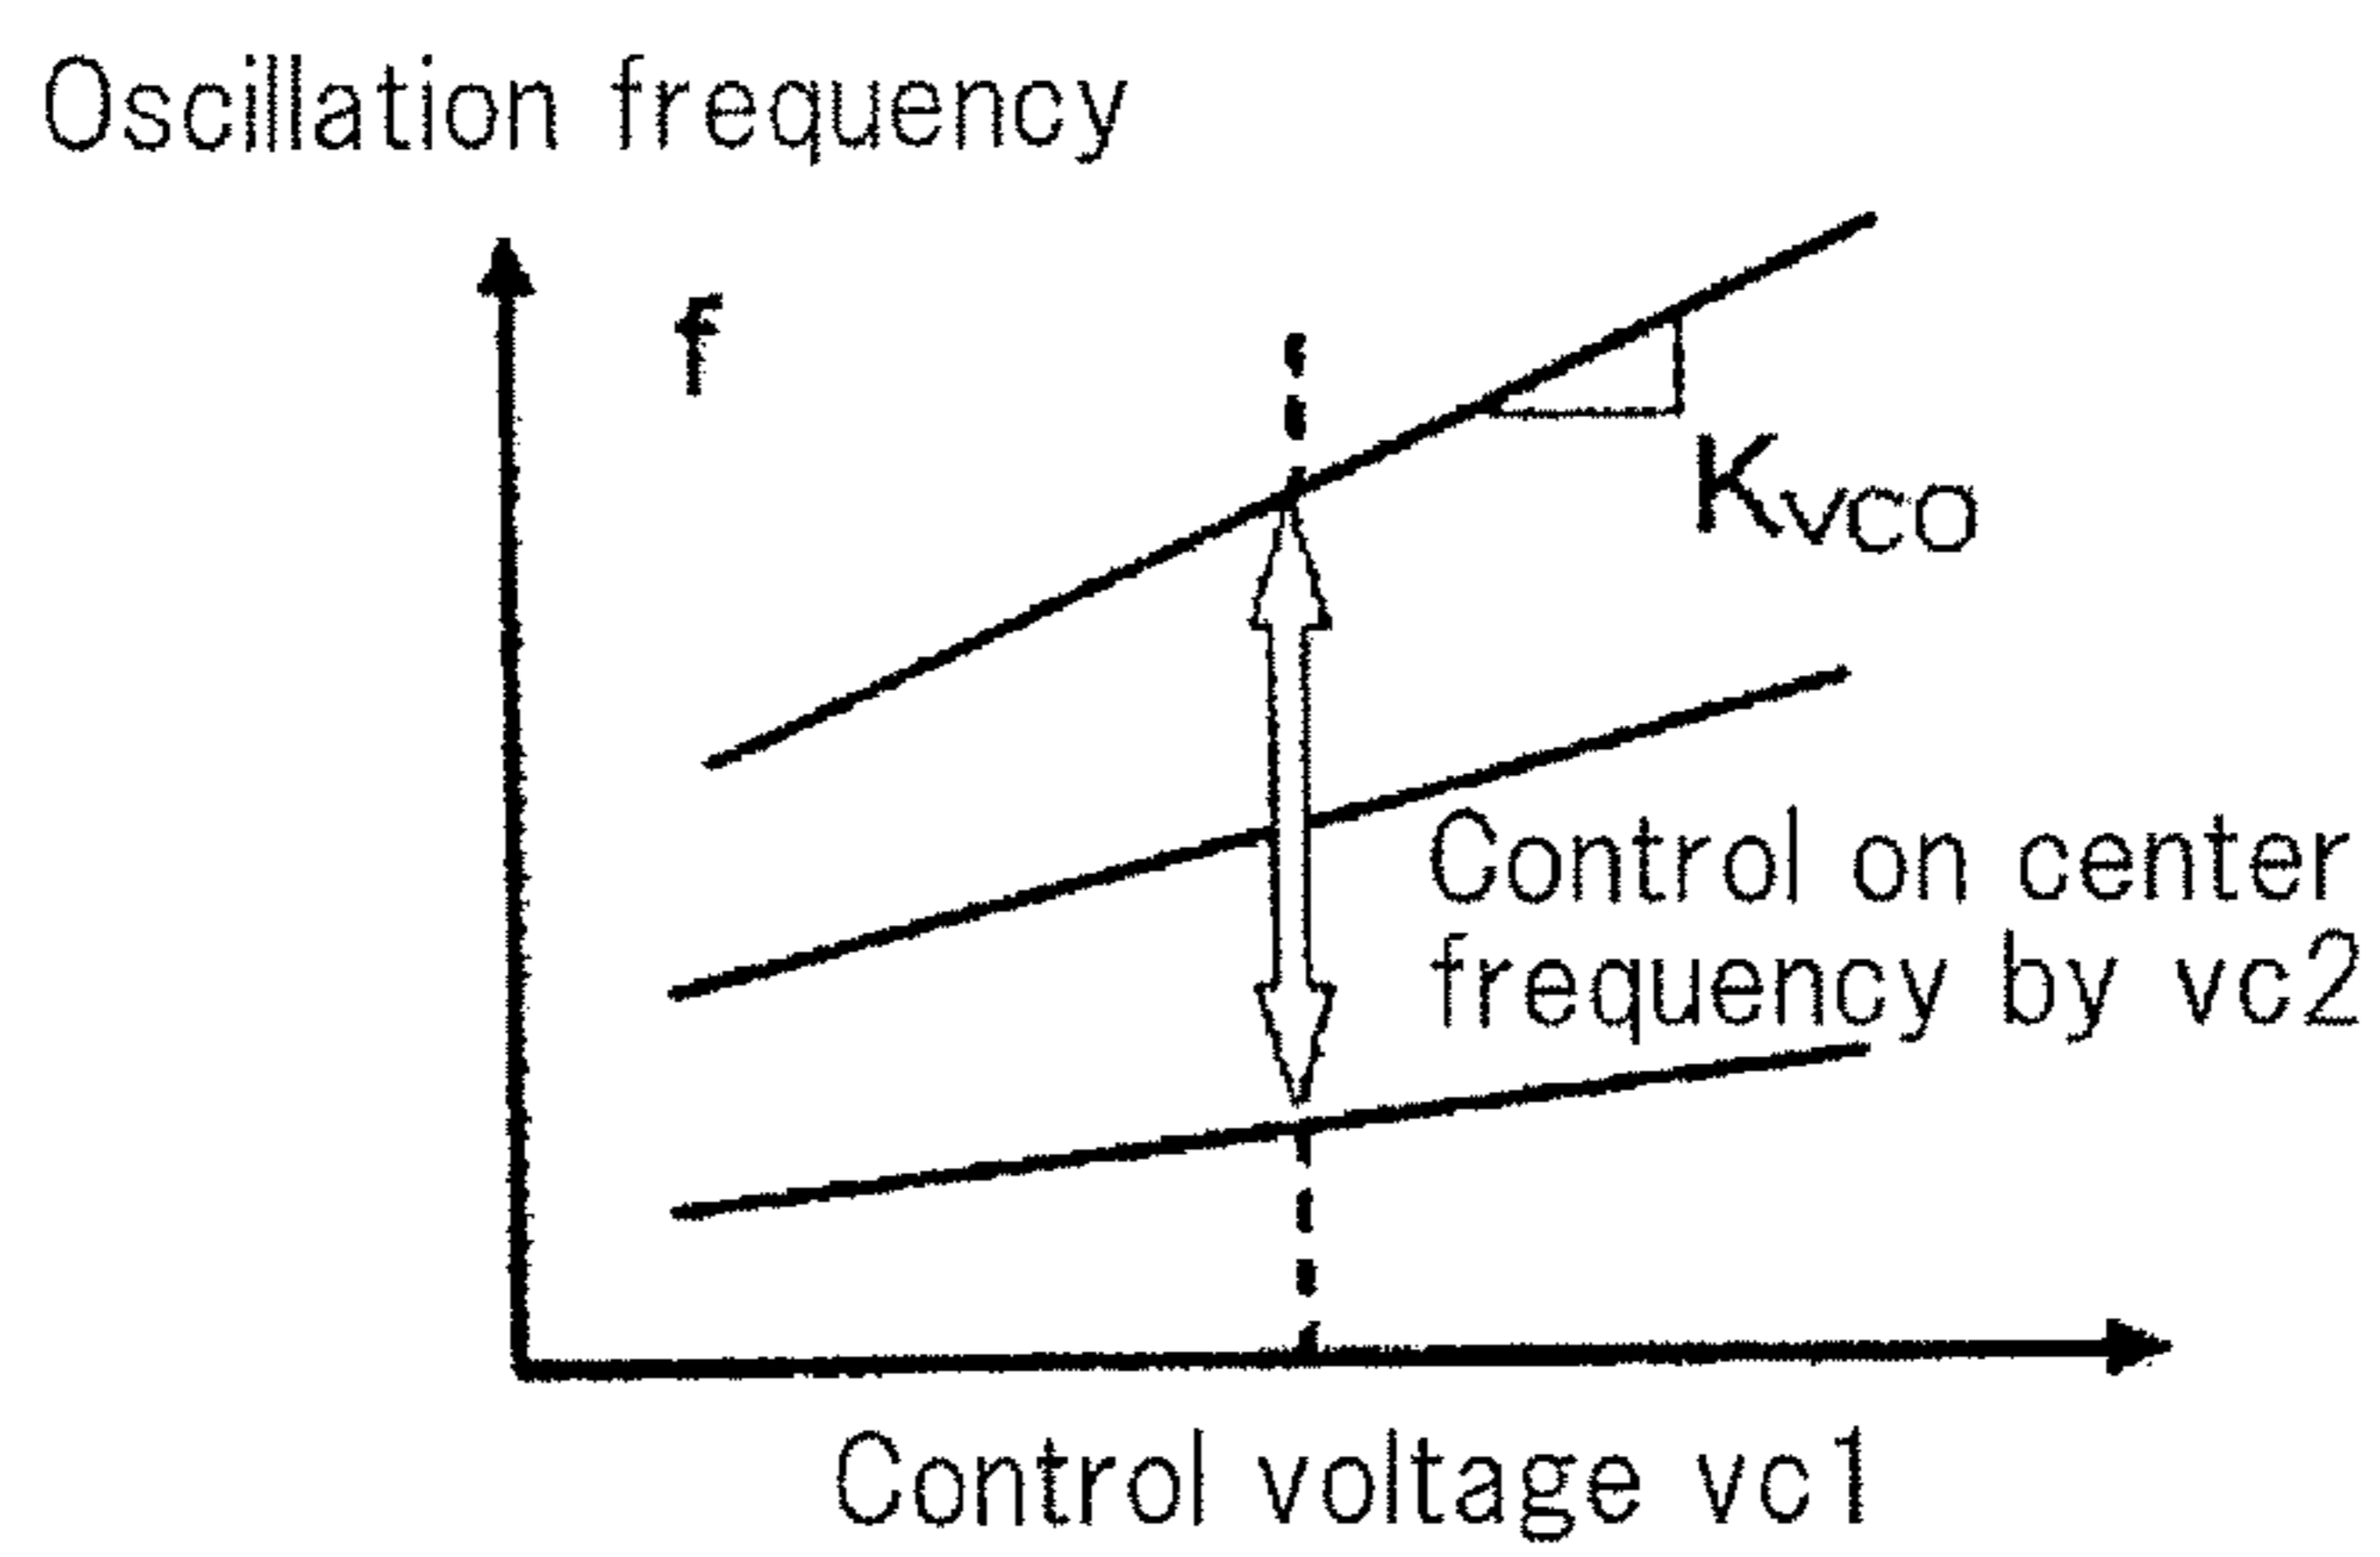 Oscillation frequency
f
Kvco
Control on center
frequency by vc2
Control voltage vc1